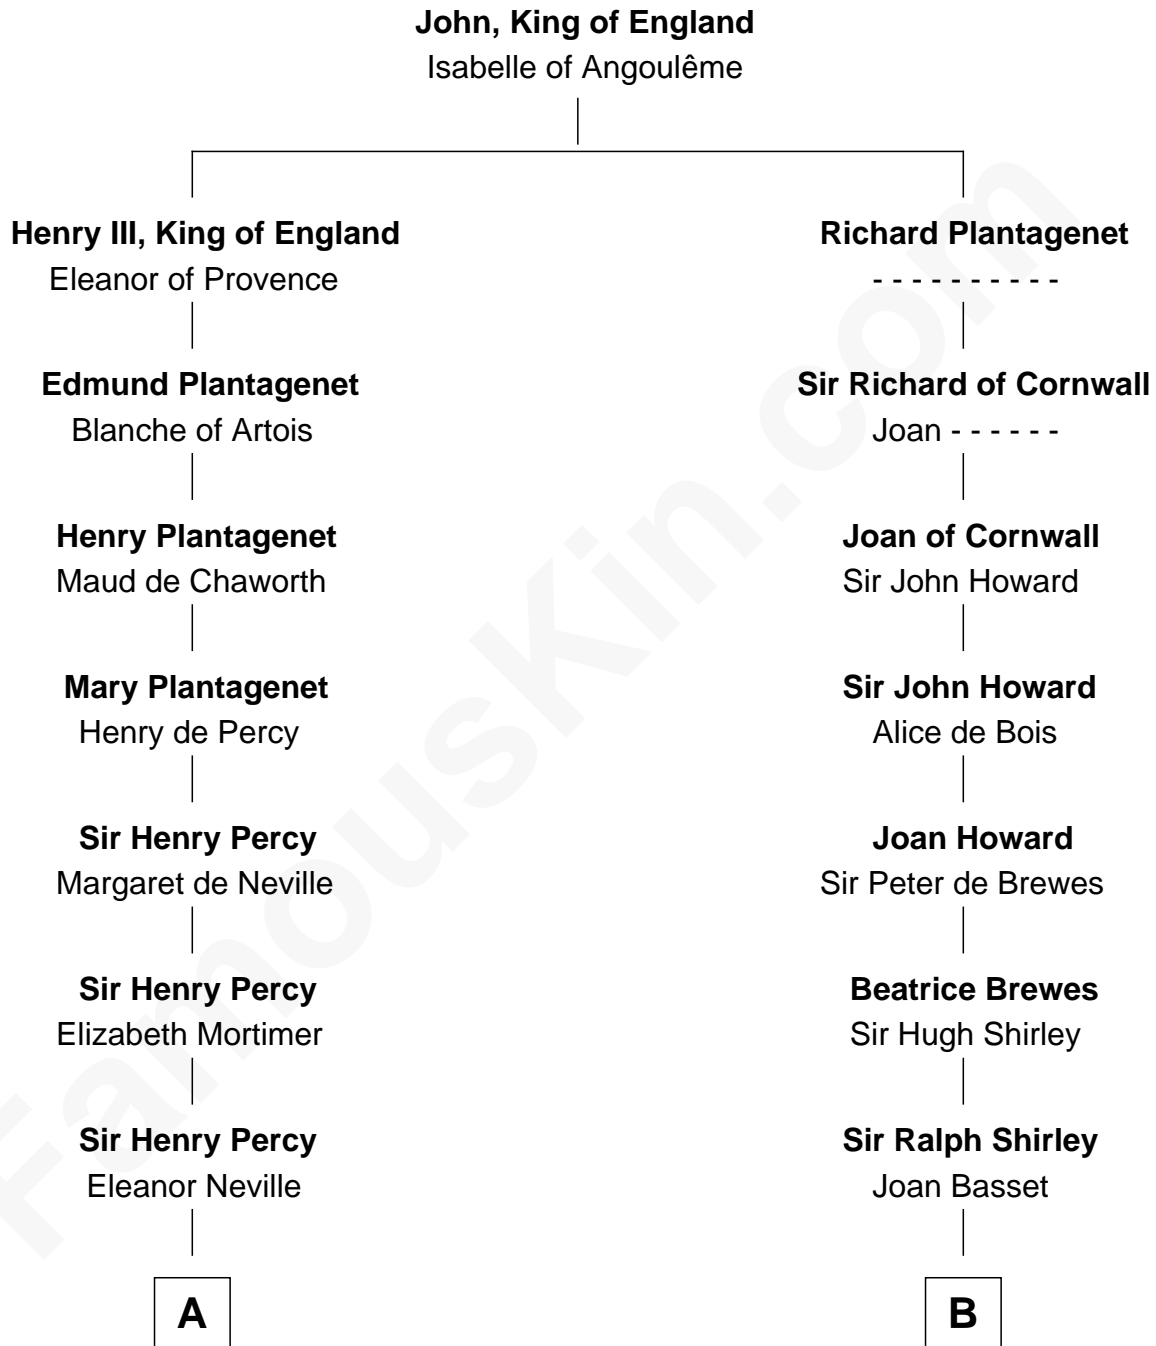 John, King of England
Isabelle of Angoulême
Henry III, King of England
Eleanor of Provence
Richard Plantagenet
- - - - - - - - - -
Edmund Plantagenet
Blanche of Artois
Sir Richard of Cornwall
Joan - - - - - -
Henry Plantagenet
Maud de Chaworth
Joan of Cornwall
Sir John Howard
Mary Plantagenet
Henry de Percy
Sir John Howard
Alice de Bois
Sir Henry Percy
Margaret de Neville
Joan Howard
Sir Peter de Brewes
Sir Henry Percy
Elizabeth Mortimer
Beatrice Brewes
Sir Hugh Shirley
Sir Henry Percy
Eleanor Neville
Sir Ralph Shirley
Joan Basset
A
B
FamousKin.com